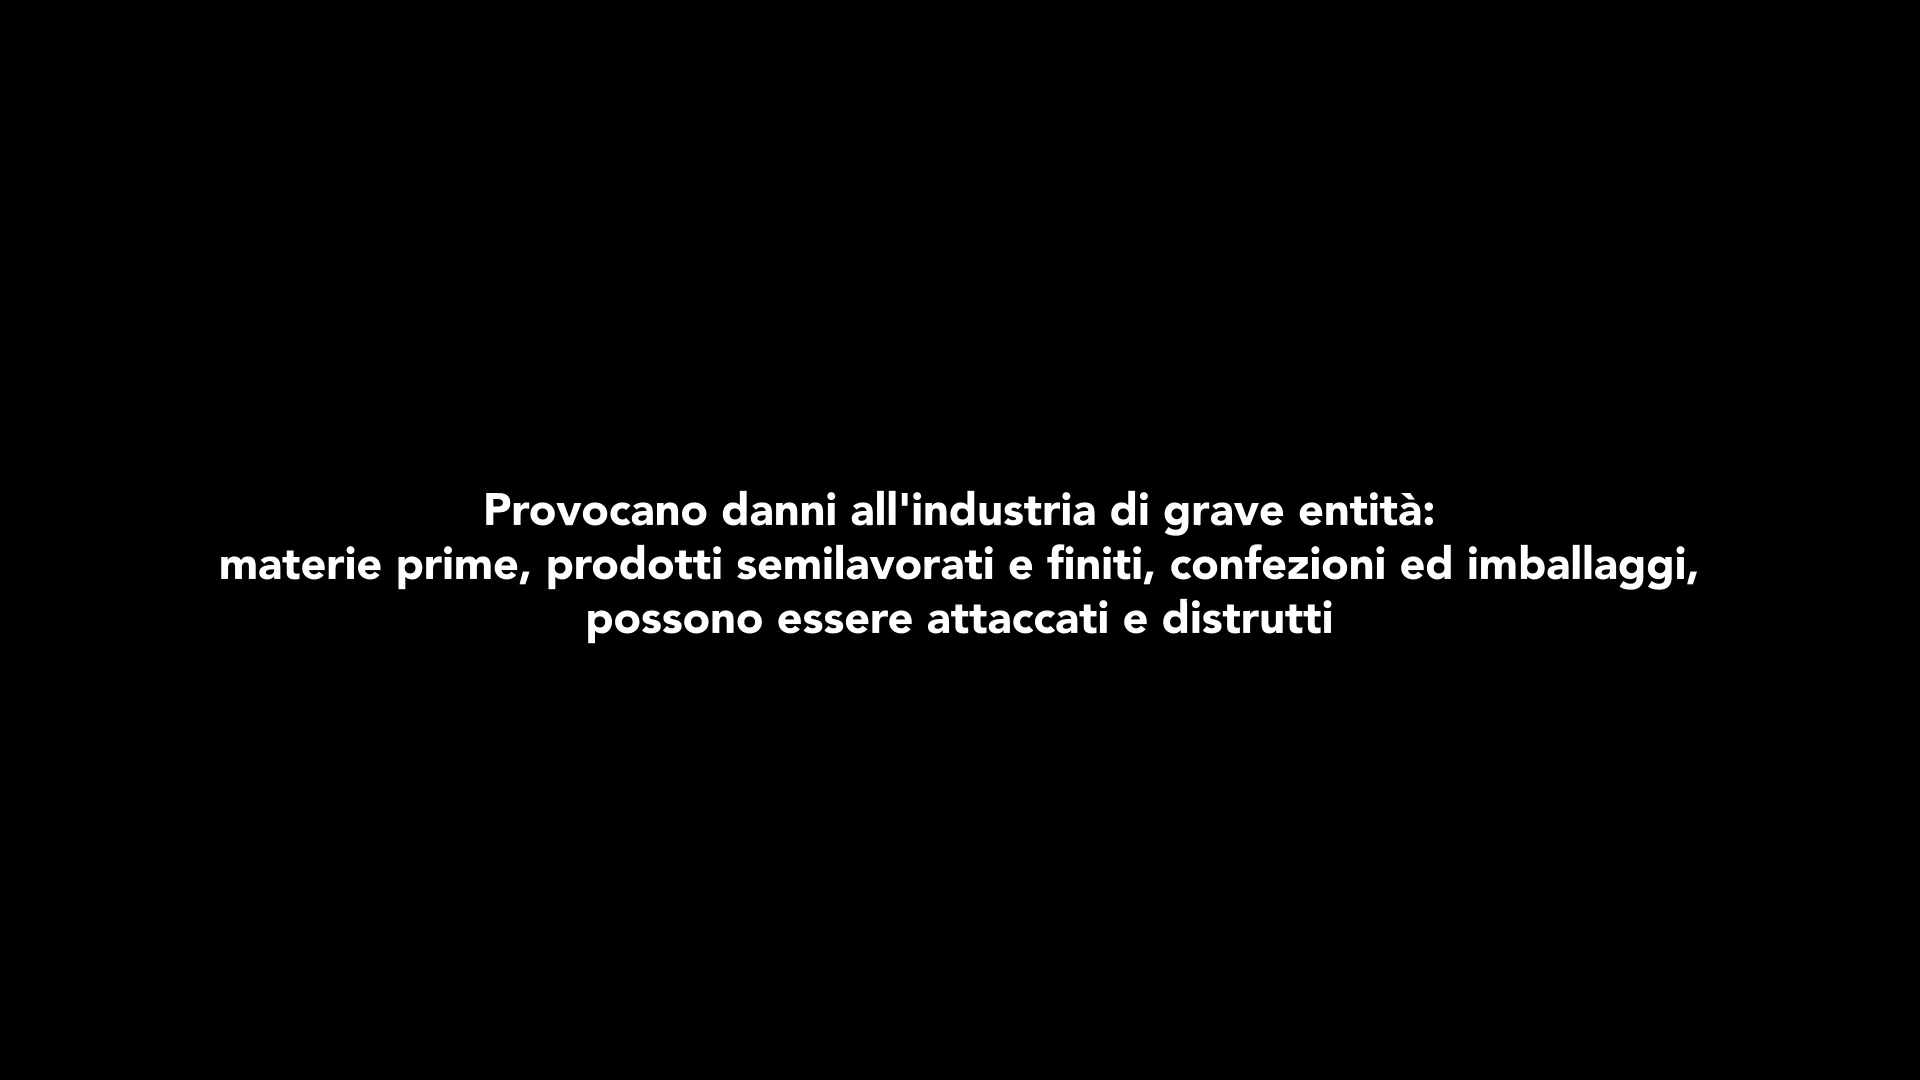 Provocano danni all'industria di grave entità:
materie prime, prodotti semilavorati e finiti, confezioni ed imballaggi,
possono essere attaccati e distrutti